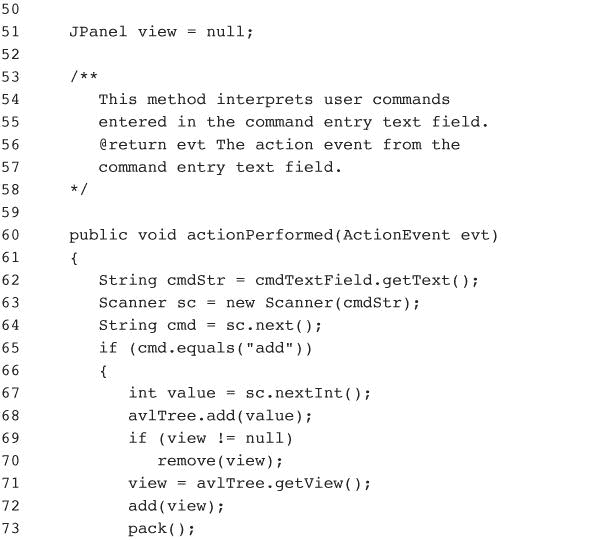 50
51 JPanel view = null;
52
53 /**
54 This method interprets user commands
55 entered in the command entry text field.
56 @return evt The action event from the
57 command entry text field.
58 */
59
60 public void actionPerformed(ActionEvent evt)
61 {
62 String cmdStr = cmdTextField.getText();
63 Scanner sc = new Scanner(cmdStr);
64 String cmd = sc.next();
65 if (cmd.equals("add"))
66 {
67 int value = sc.nextInt();
68 avlTree.add(value);
69 if (view != null)
70 remove(view);
71 view = avlTree.getView();
72 add(view);
73 pack();